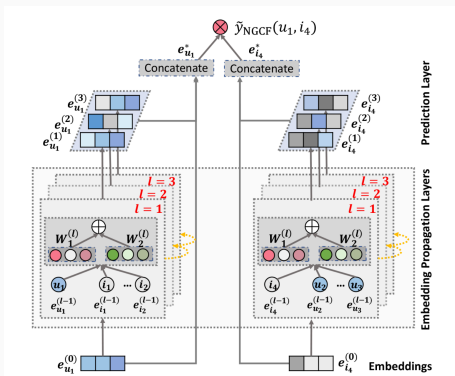 ŷNGCF(u1, i4)
e*u1
e*i4
Concatenate
Concatenate
e(3)u1
e(2)u1
e(1)u1
e(3)i4
e(2)i4
e(1)i4
Prediction Layer
l = 3
l = 2
l = 1
l = 3
l = 2
l = 1
W(l)1
W(l)2
W(l)1
W(l)2
u1
i1
...
i2
i4
u2
...
u3
e(l-1)u1
e(l-1)i1
e(l-1)i2
e(l-1)i4
e(l-1)u2
e(l-1)u3
Embedding Propagation Layers
e(0)u1
e(0)i4
Embeddings